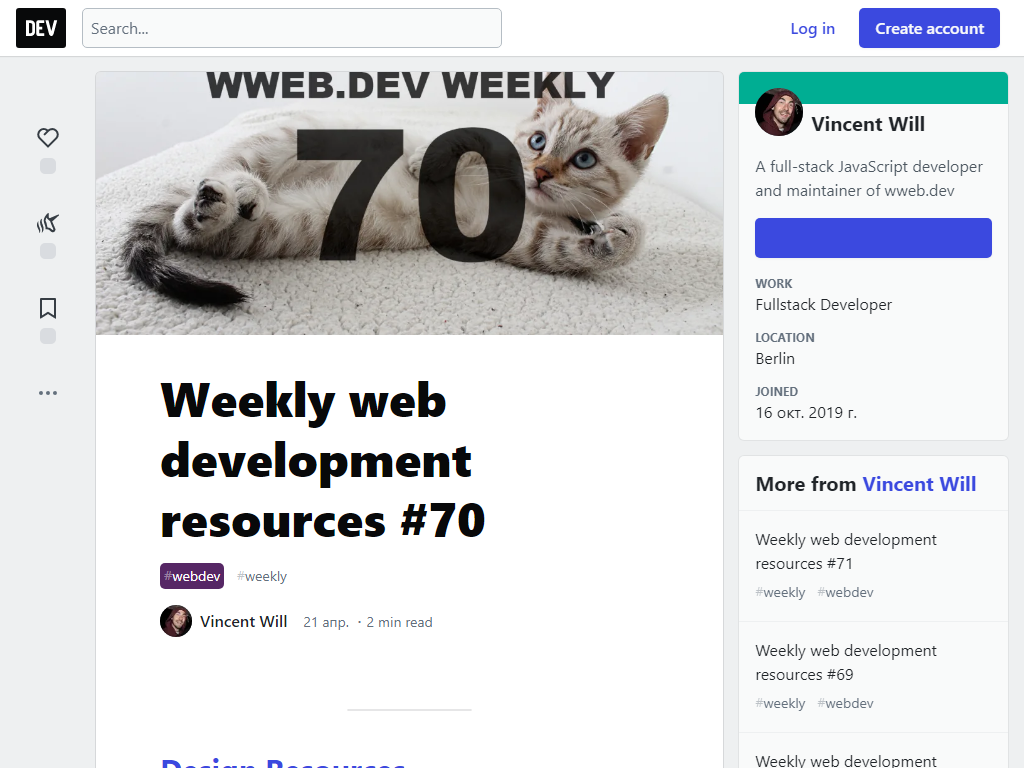 DEV
Search...
Log in
Create account
WWEB.DEV WEEKLY
70
Weekly web
development
resources #70
#webdev
#weekly
Vincent Will
21 апр.
・2 min read
Design Resources
Vincent Will
A full-stack JavaScript developer
and maintainer of wweb.dev
WORK
Fullstack Developer
LOCATION
Berlin
JOINED
16 окт. 2019 г.
More from Vincent Will
Weekly web development
resources #71
#weekly #webdev
Weekly web development
resources #69
#weekly #webdev
Weekly web development